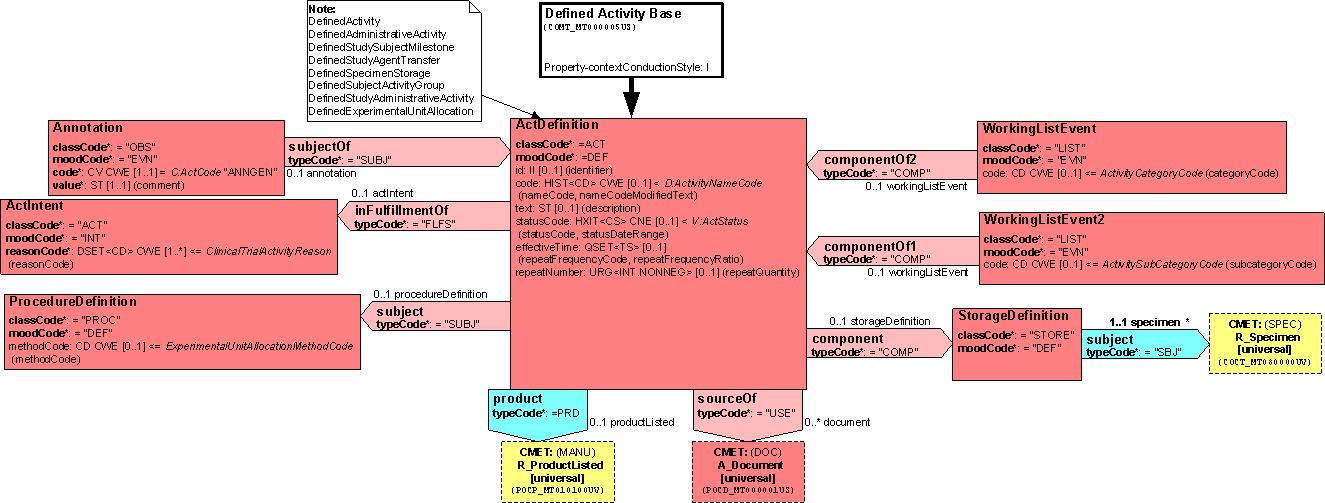 Note:
DefinedActivity
DefinedAdministrativeActivity
DefinedStudySubjectMilestone
DefinedStudyAgentTransfer
DefinedSpecimenStorage
DefinedSubjectActivityGroup
DefinedStudyAdministrativeActivity
DefinedExperimentalUnitAllocation
Defined Activity Base
(COMT_MT000005US)
Property-contextConductionStyle: I
Annotation
classCode*: = "OBS"
moodCode*: = "EVN"
code*: CV CWE [1..1] = C:ActCode "ANNGEN"
value*: ST [1..1] (comment)
subjectOf
typeCode*: = "SUBJ"
0..1 annotation
ActIntent
classCode*: = "ACT"
moodCode*: = "INT"
reasonCode*: DSET<CD> CWE [1..*] <= ClinicalTrialActivityReason
(reasonCode)
0..1 actIntent
inFulfillmentOf
typeCode*: = "FLFS"
ProcedureDefinition
classCode*: = "PROC"
moodCode*: = "DEF"
methodCode: CD CWE [0..1] <= ExperimentalUnitAllocationMethodCode
(methodCode)
0..1 procedureDefinition
subject
typeCode*: = "SUBJ"
ActDefinition
classCode*: =ACT
moodCode*: =DEF
id: II [0..1] (identifier)
code: HIST<CD> CWE [0..1] < D:ActivityNameCode
(nameCode, nameCodeModifiedText)
text: ST [0..1] (description)
statusCode: HXIT<CS> CNE [0..1] < V:ActStatus
(statusCode, statusDateRange)
effectiveTime: QSET<TS> [0..1]
(repeatFrequencyCode, repeatFrequencyRatio)
repeatNumber: URG<INT.NONNEG> [0..1] (repeatQuantity)
componentOf2
typeCode*: = "COMP"
0..1 workingListEvent
WorkingListEvent
classCode*: = "LIST"
moodCode*: = "EVN"
code: CD CWE [0..1] <= ActivityCategoryCode (categoryCode)
componentOf1
typeCode*: = "COMP"
0..1 workingListEvent
WorkingListEvent2
classCode*: = "LIST"
moodCode*: = "EVN"
code: CD CWE [0..1] <= ActivitySubCategoryCode (subcategoryCode)
0..1 storageDefinition
component
typeCode*: = "COMP"
StorageDefinition
classCode*: = "STORE"
moodCode*: = "DEF"
1..1 specimen *
subject
typeCode*: = "SBJ"
CMET: (SPEC)
R_Specimen
[universal]
(COCT_MT080000UV)
product
typeCode*: =PRD
0..1 productListed
CMET: (MANU)
R_ProductListed
[universal]
(POCP_MT010100UV)
sourceOf
typeCode*: = "USE"
0..* document
CMET: (DOC)
A_Document
[universal]
(POCD_MT000001US)